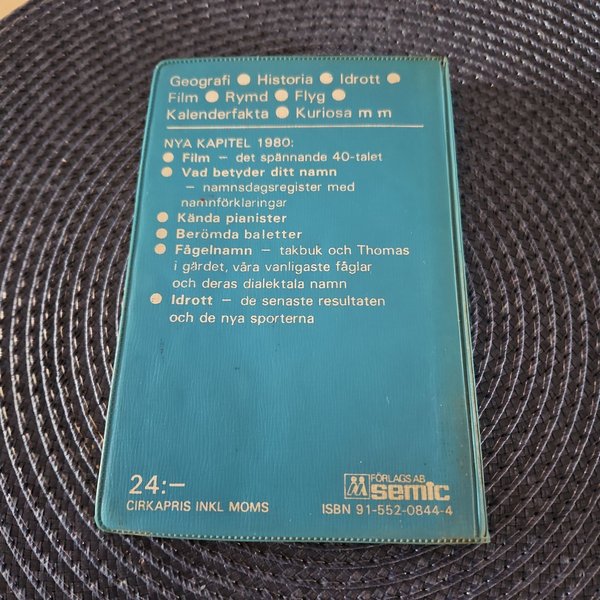 Geografi ● Historia ● Idrott ●
Film ● Rymd ● Flyg ●
Kalenderfakta ● Kuriosa m m
NYA KAPITEL 1980:
● Film – det spännande 40-talet
● Vad betyder ditt namn
– namnsdagsregister med
namnförklaringar
● Kända pianister
● Berömda baletter
● Fågelnamn – takbuk och Thomas
i gärdet, våra vanligaste fåglar
och deras dialektala namn
● Idrott – de senaste resultaten
och de nya sporterna
24:–
CIRKAPRIS INKL MOMS
FÖRLAGS AB
semic
ISBN 91-552-0844-4